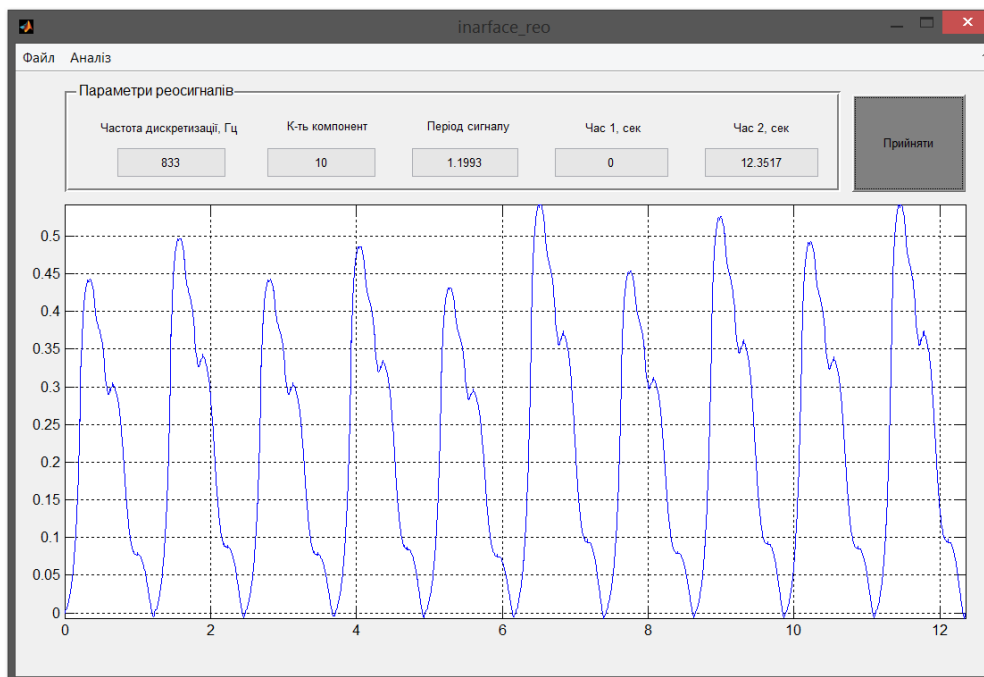 inarface_reo
Файл Аналіз
Параметри реосигналів
Частота дискретизації, Гц К-ть компонент Період сигналу Час 1, сек Час 2, сек
833 10 1.1993 0 12.3517
Прийняти
0.5
0.45
0.4
0.35
0.3
0.25
0.2
0.15
0.1
0.05
0
0 2 4 6 8 10 12